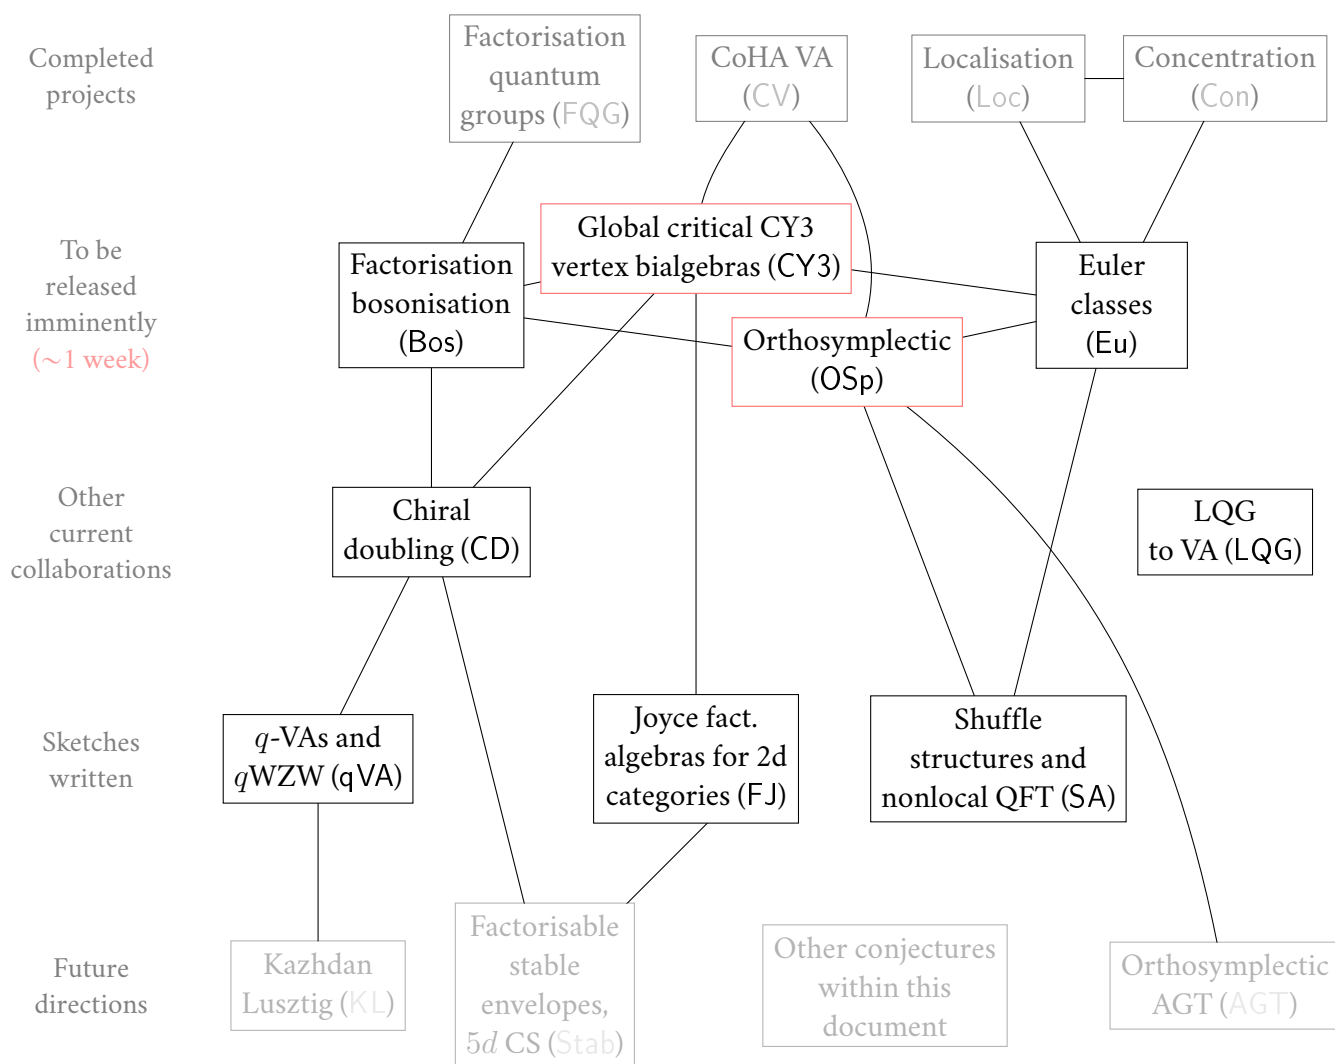 Completed
projects
Factorisation
quantum
groups (FQG)
CoHA VA
(CV)
Localisation
(Loc)
Concentration
(Con)
To be
released
imminently
(~1 week)
Factorisation
bosonisation
(Bos)
Global critical CY3
vertex bialgebras (CY3)
Orthosymplectic
(OSp)
Euler
classes
(Eu)
Other
current
collaborations
Chiral
doubling (CD)
LQG
to VA (LQG)
Sketches
written
q-VAs and
qWZW (qVA)
Joyce fact.
algebras for 2d
categories (FJ)
Shuffle
structures and
nonlocal QFT (SA)
Future
directions
Kazhdan
Lusztig (KL)
Factorisable
stable
envelopes,
5d CS (Stab)
Other conjectures
within this
document
Orthosymplectic
AGT (AGT)